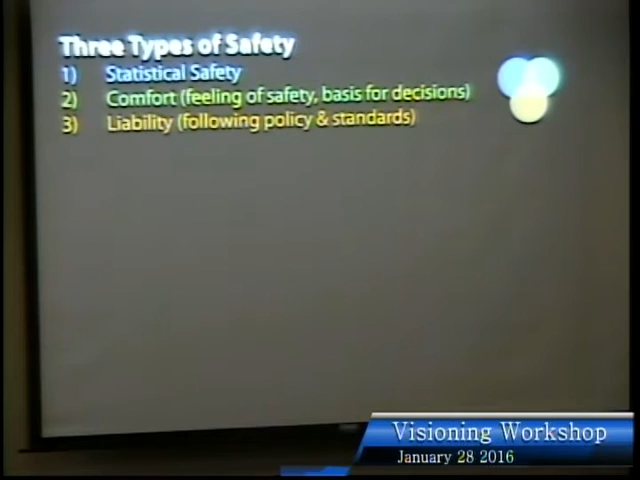 Three Types of Safety
1) Statistical Safety
2) Comfort (feeling of safety, basis for decisions)
3) Liability (following policy & standards)
Visioning Workshop
January 28 2016